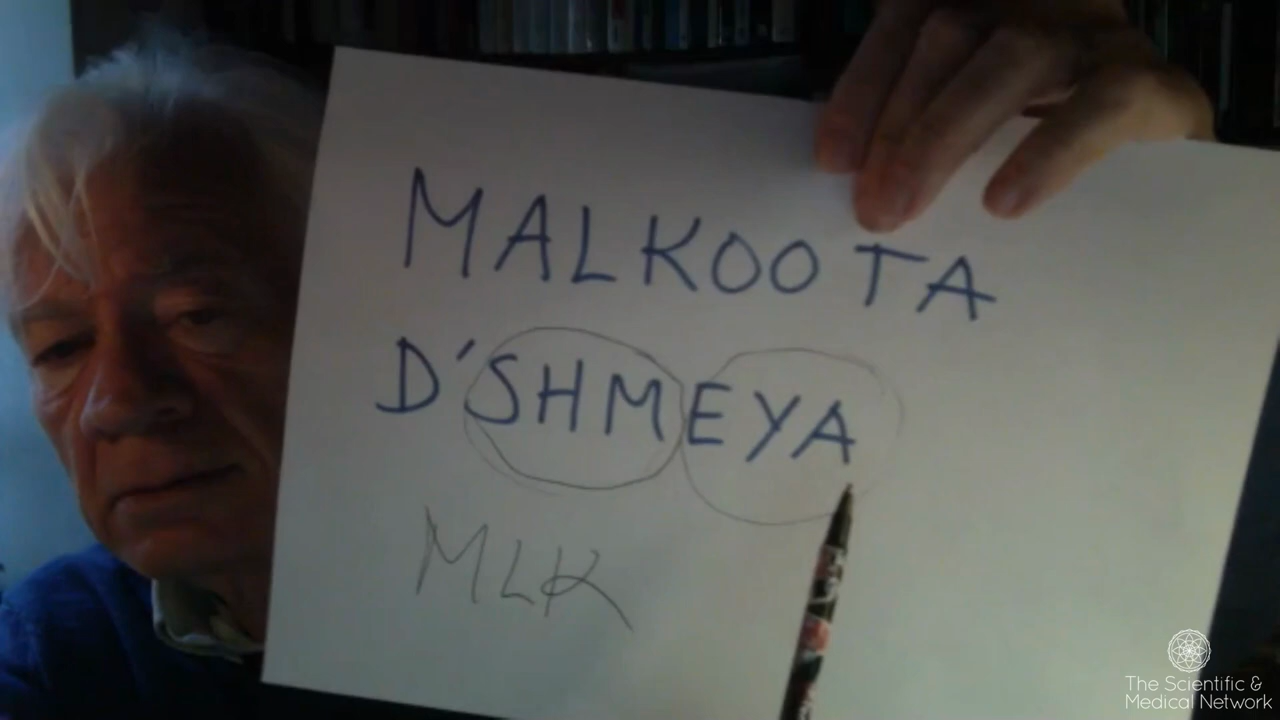 MALKOOTA
D'SHMEYA
MLK
The Scientific &
Medical Network